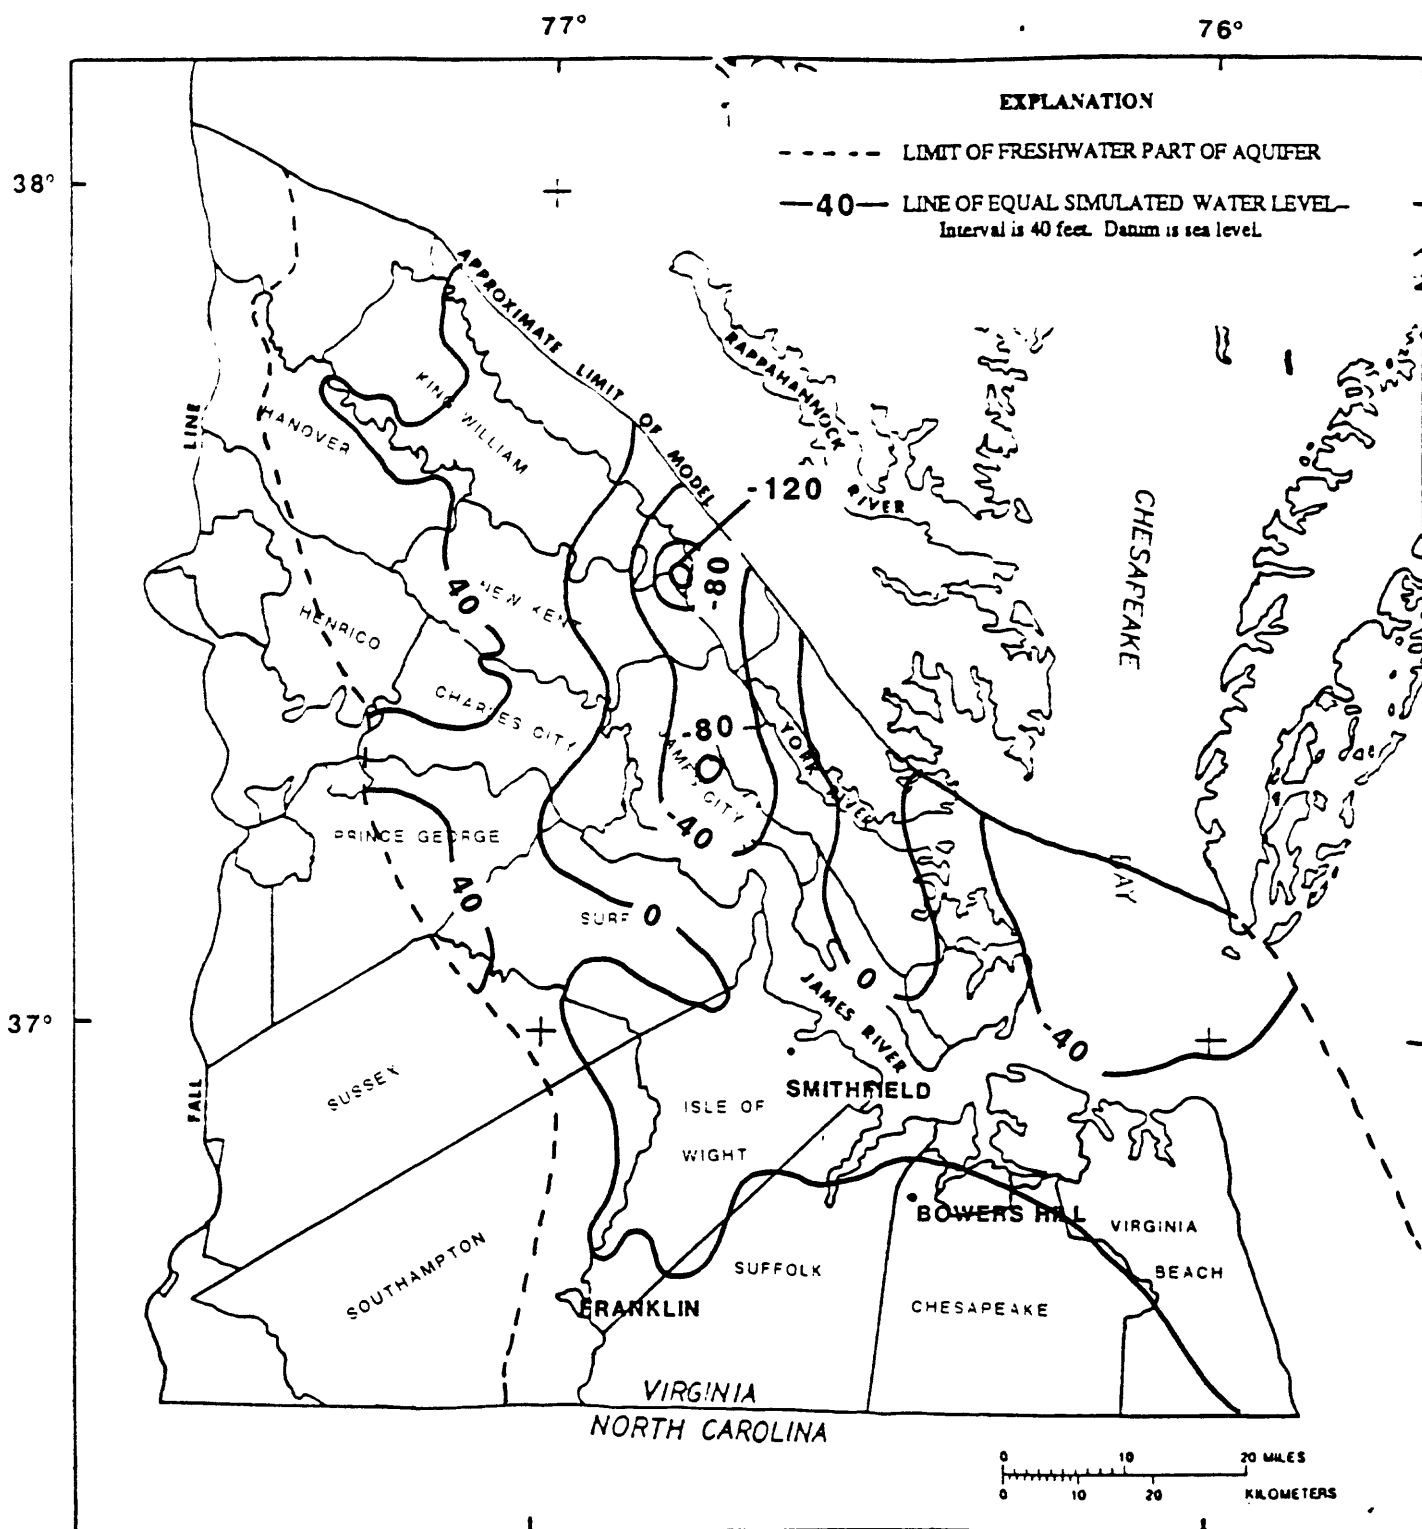 77°
76°
EXPLANATION
LIMIT OF FRESHWATER PART OF AQUIFER
38°
40
LINE OF EQUAL SIMULATED WATER LEVEL
Interval is 40 feet. Datum is sea level.
APPROXIMATE LIMIT OF MODEL
RAPPAHANNOCK RIVER
KING WILLIAM
HANOVER
FALL LINE
-120
CHESAPEAKE
BAY
-80
40
NEW KENT
HENRICO
CHARLES CITY
-80
YORK RIVER
JAMES CITY
-40
PRINCE GEORGE
40
0
0
JAMES RIVER
37°
-40
SMITHFIELD
SUSSEX
ISLE OF
WIGHT
BOWERS HILL
VIRGINIA
BEACH
SOUTHAMPTON
SUFFOLK
FRANKLIN
CHESAPEAKE
VIRGINIA
NORTH CAROLINA
0 10 20 MILES
0 10 20 KILOMETERS